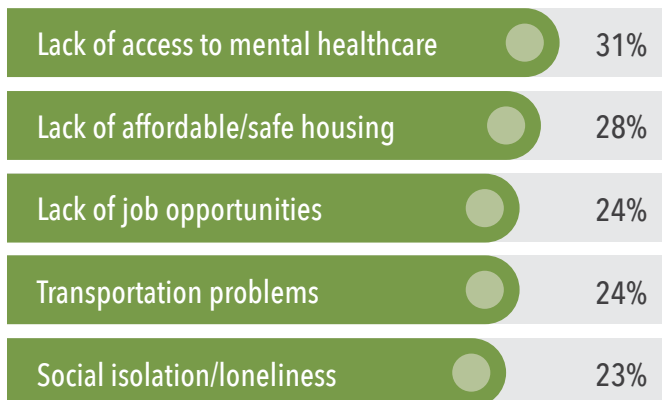 Lack of access to mental healthcare 31%
Lack of affordable/safe housing 28%
Lack of job opportunities 24%
Transportation problems 24%
Social isolation/loneliness 23%